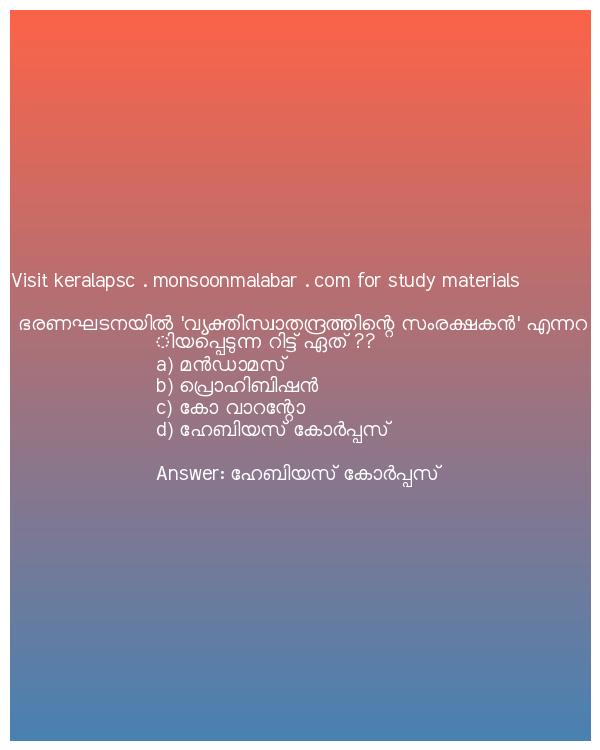 Visit keralapsc . monsoonmalabar . com for study materials
ഭരണഘടനയിൽ 'വ്യക്തിസ്വാതന്ദ്രത്തിന്റെ സംരക്ഷകൻ' എന്നറ
ിയപ്പെടുന്ന റിട്ട് ഏത് ??
a) മൻഡാമസ്
b) പ്രൊഹിബിഷൻ
c) കോ വാറന്റോ
d) ഹേബിയസ് കോർപ്പസ്
Answer: ഹേബിയസ് കോർപ്പസ്